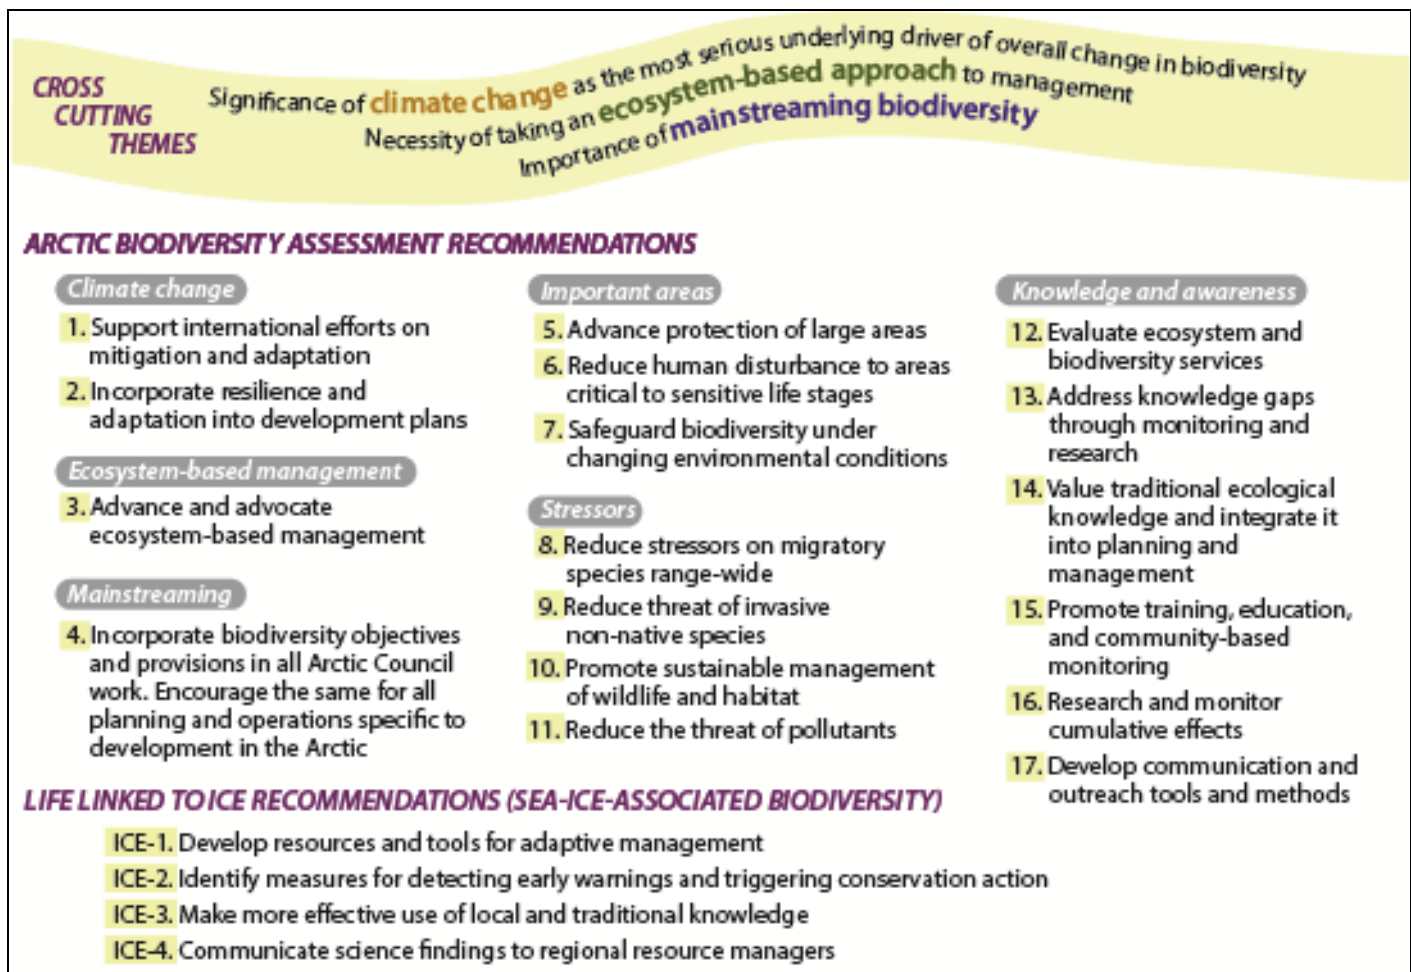 CROSS
CUTTING
THEMES
Significance of climate change as the most serious underlying driver of overall change in biodiversity
Necessity of taking an ecosystem-based approach to management
Importance of mainstreaming biodiversity
ARCTIC BIODIVERSITY ASSESSMENT RECOMMENDATIONS
Climate change
1. Support international efforts on
mitigation and adaptation
2. Incorporate resilience and
adaptation into development plans
Ecosystem-based management
3. Advance and advocate
ecosystem-based management
Mainstreaming
4. Incorporate biodiversity objectives
and provisions in all Arctic Council
work. Encourage the same for all
planning and operations specific to
development in the Arctic
Important areas
5. Advance protection of large areas
6. Reduce human disturbance to areas
critical to sensitive life stages
7. Safeguard biodiversity under
changing environmental conditions
Stressors
8. Reduce stressors on migratory
species range-wide
9. Reduce threat of invasive
non-native species
10. Promote sustainable management
of wildlife and habitat
11. Reduce the threat of pollutants
Knowledge and awareness
12. Evaluate ecosystem and
biodiversity services
13. Address knowledge gaps
through monitoring and
research
14. Value traditional ecological
knowledge and integrate it
into planning and
management
15. Promote training, education,
and community-based
monitoring
16. Research and monitor
cumulative effects
17. Develop communication and
outreach tools and methods
LIFE LINKED TO ICE RECOMMENDATIONS (SEA-ICE-ASSOCIATED BIODIVERSITY)
ICE-1. Develop resources and tools for adaptive management
ICE-2. Identify measures for detecting early warnings and triggering conservation action
ICE-3. Make more effective use of local and traditional knowledge
ICE-4. Communicate science findings to regional resource managers